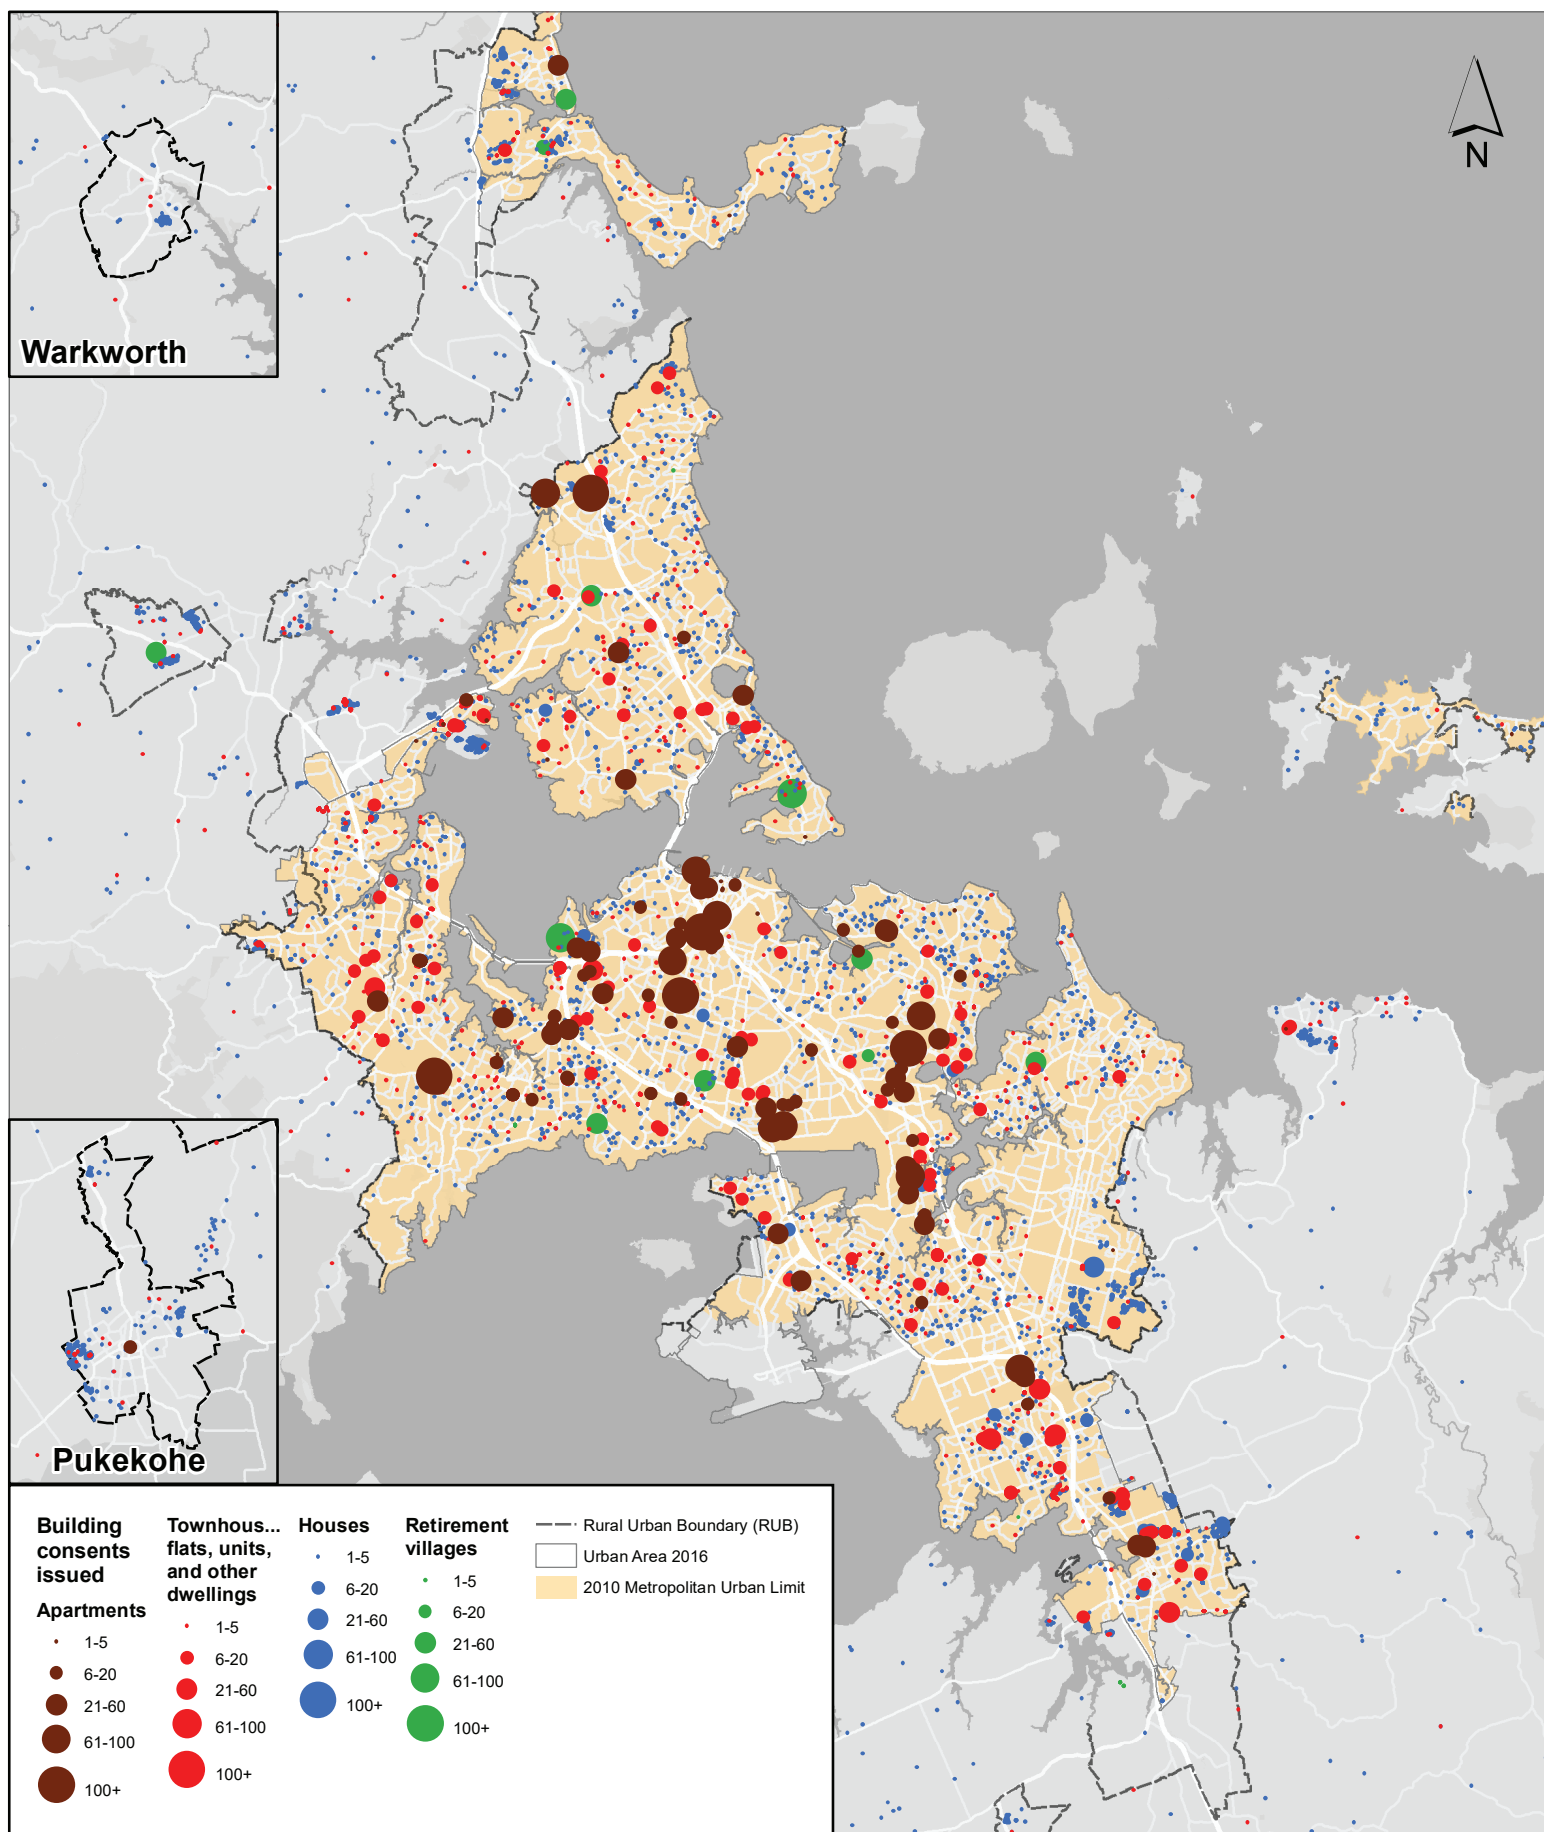 N
Warkworth
Pukekohe
Building
consents
issued
Apartments
1-5
6-20
21-60
61-100
100+
Townhous...
flats, units,
and other
dwellings
1-5
6-20
21-60
61-100
100+
Houses
1-5
6-20
21-60
61-100
100+
Retirement
villages
1-5
6-20
21-60
61-100
100+
Rural Urban Boundary (RUB)
Urban Area 2016
2010 Metropolitan Urban Limit